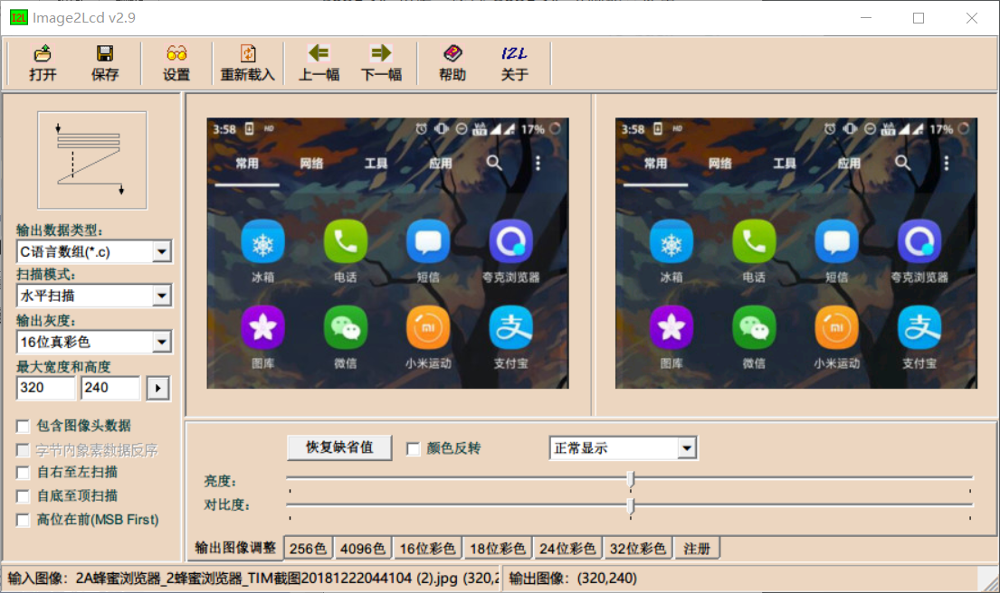 I2L Image2Lcd v2.9
打开 保存 设置 重新载入 上一幅 下一幅 帮助 I2L 关于
输出数据类型:
C语言数组(*.c)
扫描模式:
水平扫描
输出灰度:
16位真彩色
最大宽度和高度
320 240
包含图像头数据
字节内象素数据反序
自右至左扫描
自底至顶扫描
高位在前(MSB First)
3:58 HD 17%
常用 网络 工具 应用
冰箱 电话 短信 夸克浏览器
mi 支
图库 微信 小米运动 支付宝
3:58 HD 17%
常用 网络 工具 应用
冰箱 电话 短信 夸克浏览器
mi 支
图库 微信 小米运动 支付宝
恢复缺省值 颜色反转 正常显示
亮度:
对比度:
输出图像调整 256色 4096色 16位彩色 18位彩色 24位彩色 32位彩色 注册
输入图像: 2A蜂蜜浏览器_2蜂蜜浏览器_TIM截图20181222044104 (2).jpg (320,2 输出图像: (320,240)